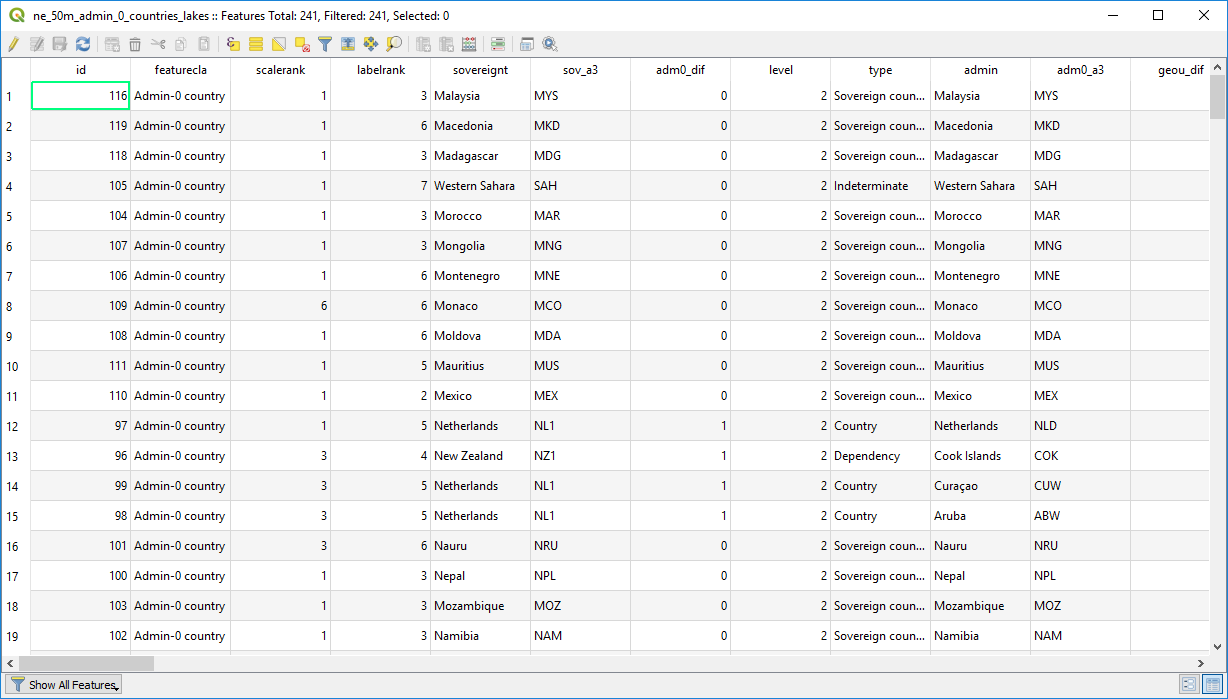 ne_50m_admin_0_countries_lakes :: Features Total: 241, Filtered: 241, Selected: 0
id featurecla scalerank labelrank sovereignt sov_a3 adm0_dif level type admin adm0_a3 geou_dif
1 116 Admin-0 country 1 3 Malaysia MYS 0 2 Sovereign coun... Malaysia MYS
2 119 Admin-0 country 1 6 Macedonia MKD 0 2 Sovereign coun... Macedonia MKD
3 118 Admin-0 country 1 3 Madagascar MDG 0 2 Sovereign coun... Madagascar MDG
4 105 Admin-0 country 1 7 Western Sahara SAH 0 2 Indeterminate Western Sahara SAH
5 104 Admin-0 country 1 3 Morocco MAR 0 2 Sovereign coun... Morocco MAR
6 107 Admin-0 country 1 3 Mongolia MNG 0 2 Sovereign coun... Mongolia MNG
7 106 Admin-0 country 1 6 Montenegro MNE 0 2 Sovereign coun... Montenegro MNE
8 109 Admin-0 country 6 6 Monaco MCO 0 2 Sovereign coun... Monaco MCO
9 108 Admin-0 country 1 6 Moldova MDA 0 2 Sovereign coun... Moldova MDA
10 111 Admin-0 country 1 5 Mauritius MUS 0 2 Sovereign coun... Mauritius MUS
11 110 Admin-0 country 1 2 Mexico MEX 0 2 Sovereign coun... Mexico MEX
12 97 Admin-0 country 1 5 Netherlands NL1 1 2 Country Netherlands NLD
13 96 Admin-0 country 3 4 New Zealand NZ1 1 2 Dependency Cook Islands COK
14 99 Admin-0 country 3 5 Netherlands NL1 1 2 Country Curaçao CUW
15 98 Admin-0 country 3 5 Netherlands NL1 1 2 Country Aruba ABW
16 101 Admin-0 country 3 6 Nauru NRU 0 2 Sovereign coun... Nauru NRU
17 100 Admin-0 country 1 3 Nepal NPL 0 2 Sovereign coun... Nepal NPL
18 103 Admin-0 country 1 3 Mozambique MOZ 0 2 Sovereign coun... Mozambique MOZ
19 102 Admin-0 country 1 3 Namibia NAM 0 2 Sovereign coun... Namibia NAM
Show All Features